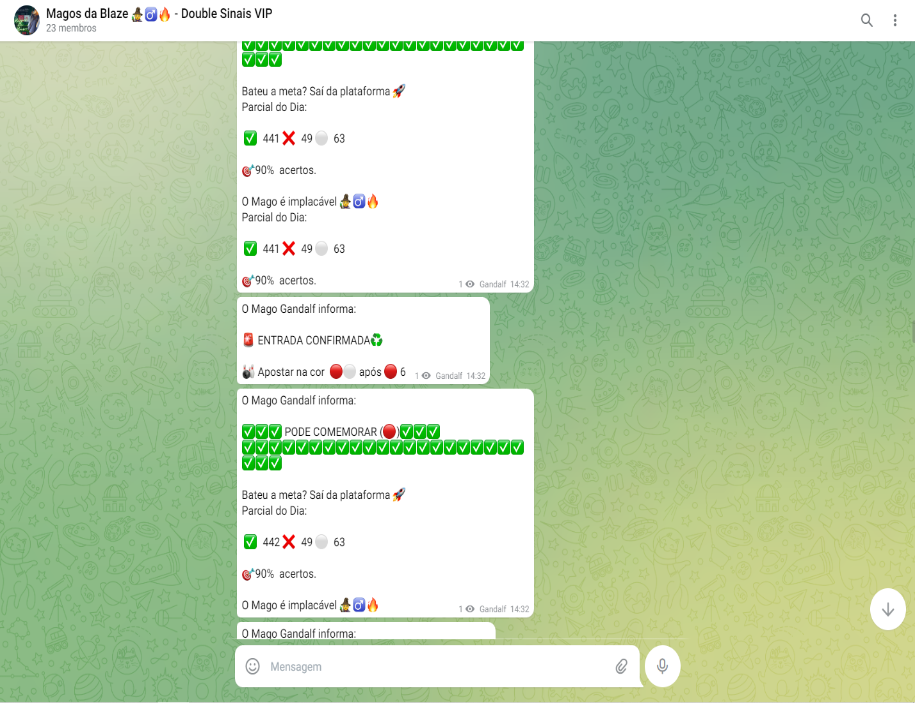 Magos da Blaze 🧙‍♂️🔥 - Double Sinais VIP
23 membros
✅✅✅✅✅✅✅✅✅✅✅✅✅✅✅✅✅✅✅✅✅
✅✅✅
Bateu a meta? Saí da plataforma 🚀
Parcial do Dia:
✅ 441❌ 49⚪ 63
🎯90% acertos.
O Mago é implacável 🧙♂️🔥
Parcial do Dia:
✅ 441❌ 49⚪ 63
🎯90% acertos.
1 Gandalf 14:32
O Mago Gandalf informa:
🚨 ENTRADA CONFIRMADA♻️
🎳 Apostar na cor 🔴⚪ após 🔴 6
1 Gandalf 14:32
O Mago Gandalf informa:
✅✅✅ PODE COMEMORAR (🔴)✅✅✅
✅✅✅✅✅✅✅✅✅✅✅✅✅✅✅✅✅✅✅✅✅
✅✅✅
Bateu a meta? Saí da plataforma 🚀
Parcial do Dia:
✅ 442❌ 49⚪ 63
🎯90% acertos.
O Mago é implacável 🧙♂️🔥
1 Gandalf 14:32
O Mago Gandalf informa:
Mensagem